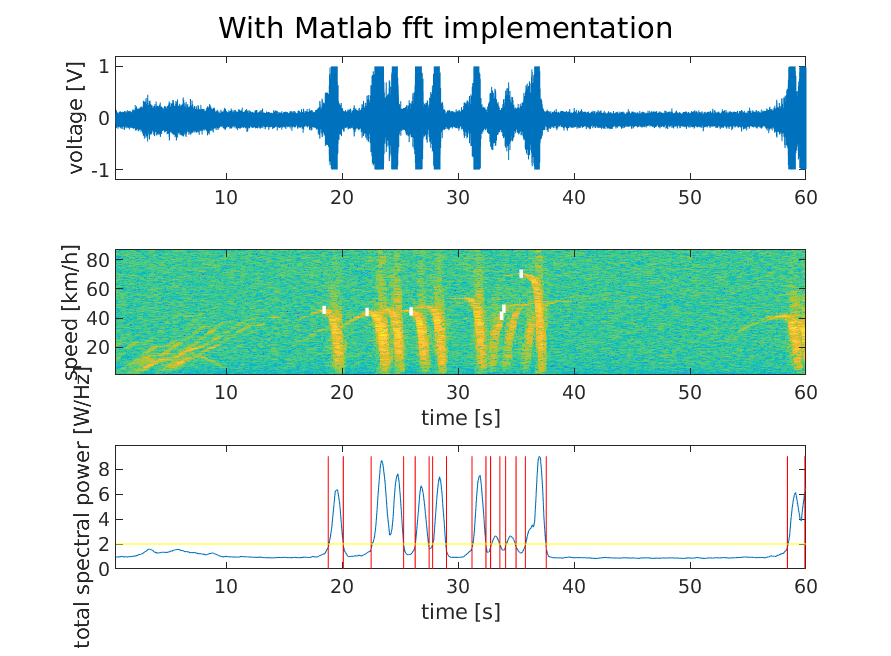 With Matlab fft implementation
voltage [V]
1
0
-1
10 20 30 40 50 60
speed [km/h]
80
60
40
20
10 20 30 40 50 60
time [s]
total spectral power [W/Hz]
8
6
4
2
0
10 20 30 40 50 60
time [s]